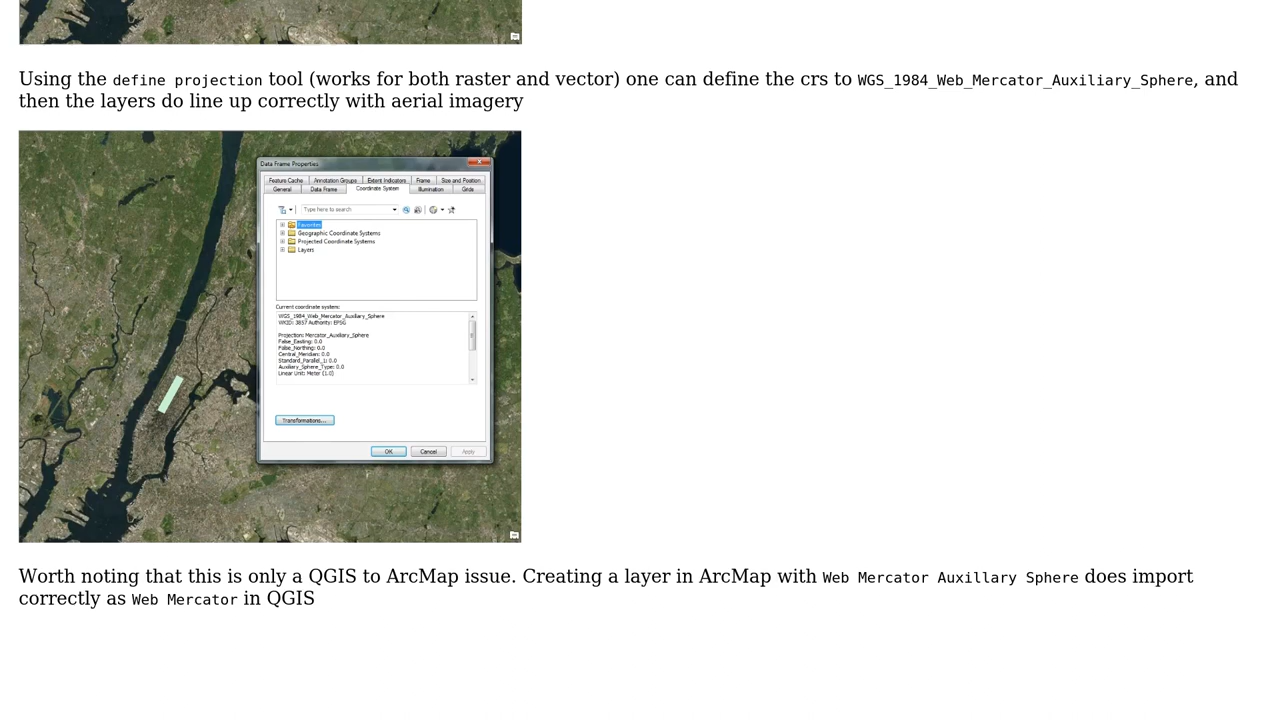 Using the define projection tool (works for both raster and vector) one can define the crs to WGS_1984_Web_Mercator_Auxiliary_Sphere, and
then the layers do line up correctly with aerial imagery
Data Frame Properties
Feature Cache Annotation Groups Extent Indicators Frame Size and Position
General Data Frame Coordinate System Illumination Grids
Type here to search
Favorites
Geographic Coordinate Systems
Projected Coordinate Systems
Layers
Current coordinate system:
WGS_1984_Web_Mercator_Auxiliary_Sphere
WKID: 3857 Authority: EPSG
Projection: Mercator_Auxiliary_Sphere
False_Easting: 0.0
False_Northing: 0.0
Central_Meridian: 0.0
Standard_Parallel_1: 0.0
Auxiliary_Sphere_Type: 0.0
Linear Unit: Meter (1.0)
Transformations...
OK Cancel Apply
Worth noting that this is only a QGIS to ArcMap issue. Creating a layer in ArcMap with Web Mercator Auxillary Sphere does import
correctly as Web Mercator in QGIS